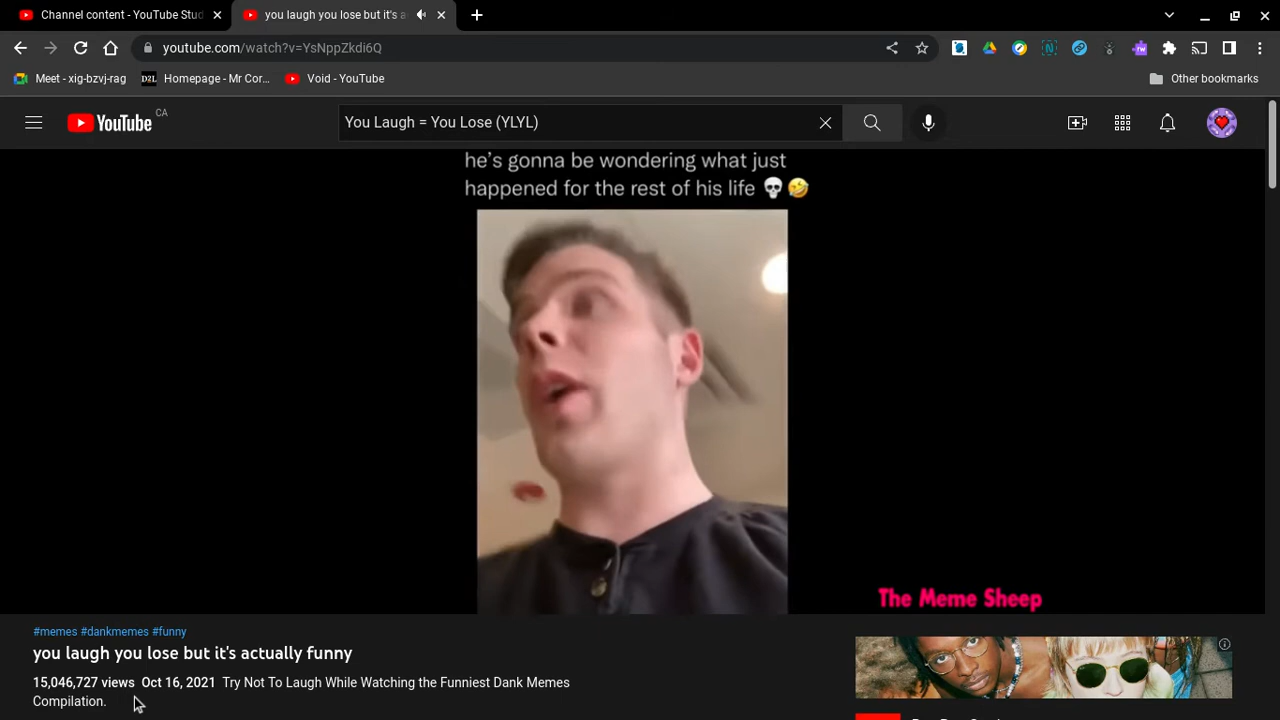 Channel content - YouTube Stud
you laugh you lose but it's a
youtube.com/watch?v=YsNppZkdi6Q
Meet - xig-bzvj-rag
D2L
Homepage - Mr Cor...
Void - YouTube
Other bookmarks
YouTube CA
You Laugh = You Lose (YLYL)
he's gonna be wondering what just
happened for the rest of his life 💀🤣
The Meme Sheep
#memes #dankmemes #funny
you laugh you lose but it's actually funny
15,046,727 views Oct 16, 2021 Try Not To Laugh While Watching the Funniest Dank Memes
Compilation.